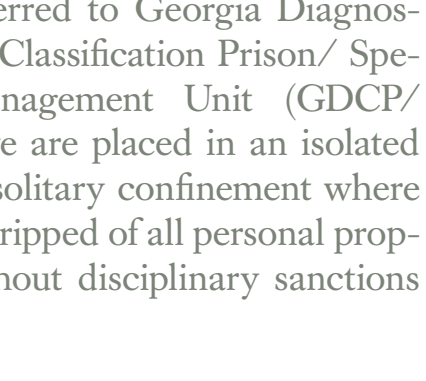 erred to Georgia Diagnos-
Classification Prison/ Spe-
nagement Unit (GDCP/
e are placed in an isolated
solitary confinement where
ripped of all personal prop-
hout disciplinary sanctions